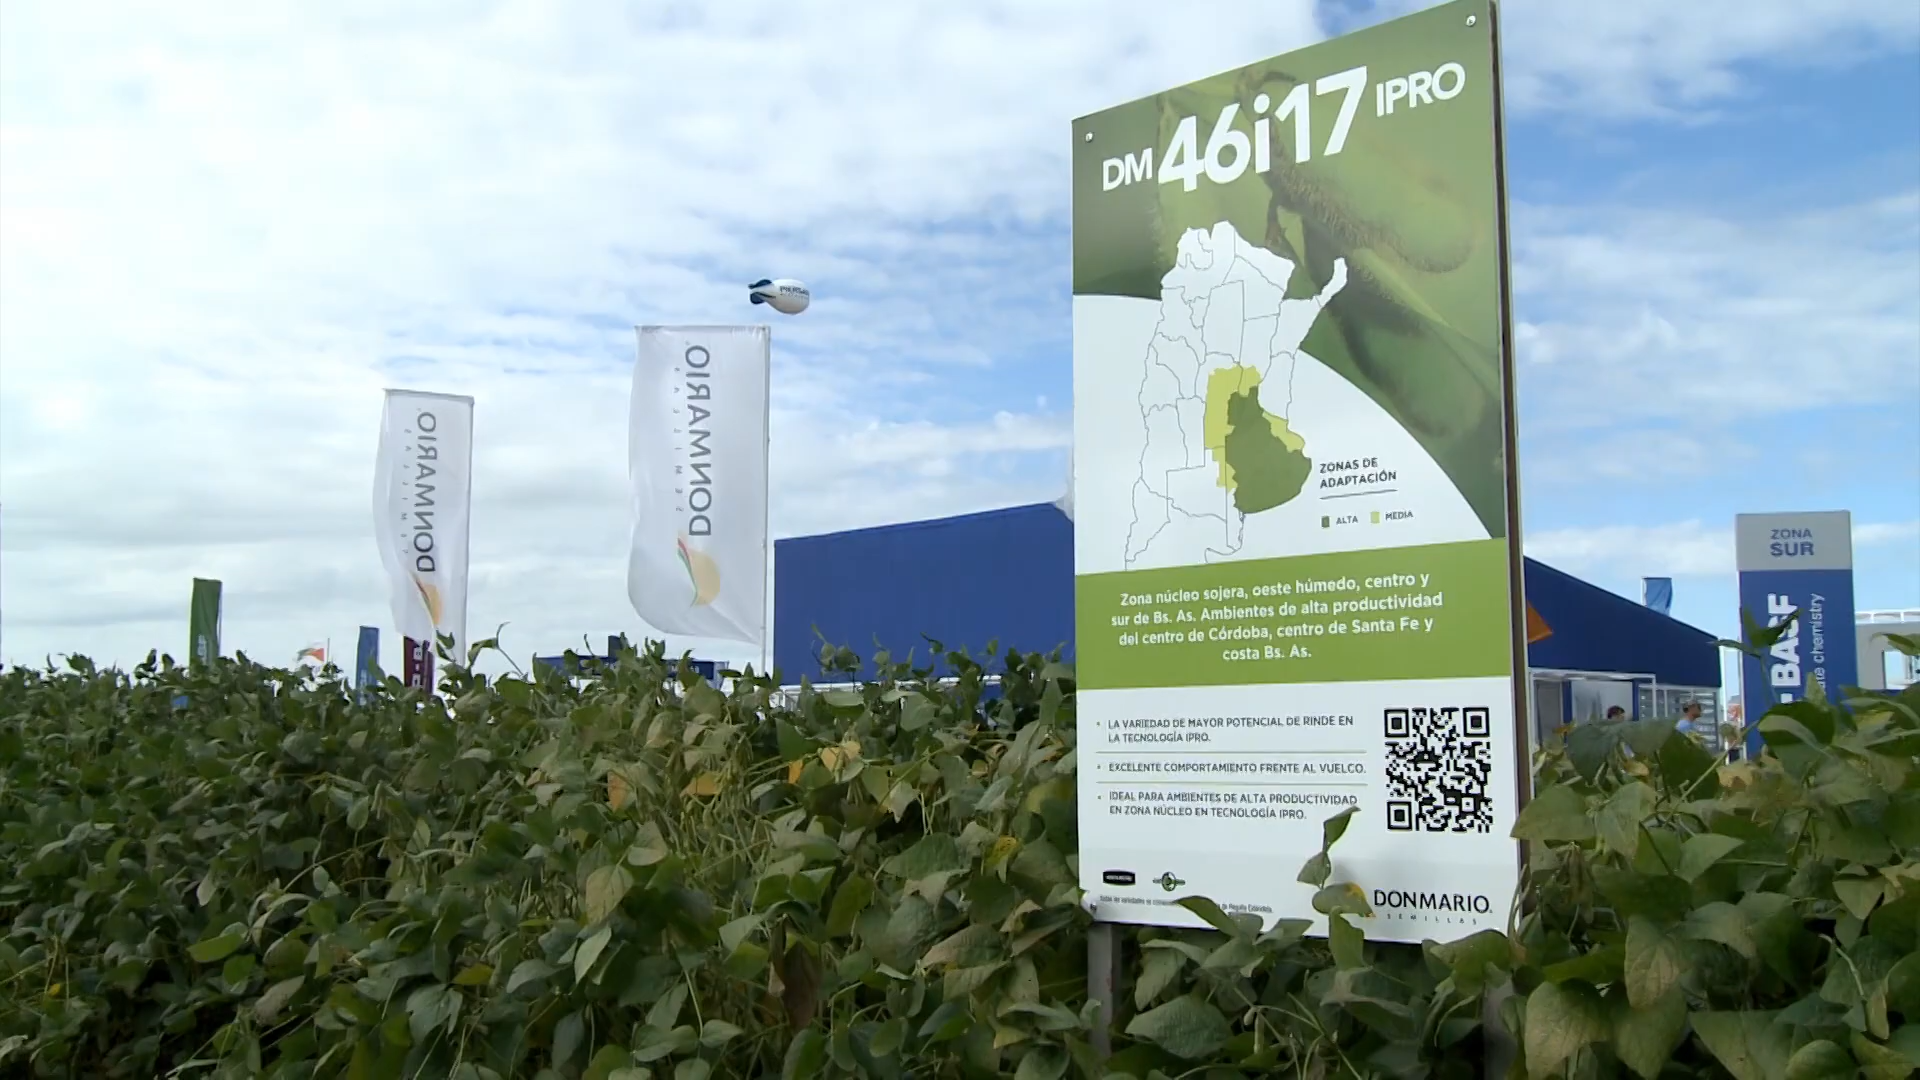 DM 46i17 IPRO
ZONAS DE
ADAPTACIÓN
ALTA MEDIA
Zona núcleo sojera, oeste húmedo, centro y
sur de Bs. As. Ambientes de alta productividad
del centro de Córdoba, centro de Santa Fe y
costa Bs. As.
• LA VARIEDAD DE MAYOR POTENCIAL DE RINDE EN
LA TECNOLOGÍA IPRO.
• EXCELENTE COMPORTAMIENTO FRENTE AL VUELCO.
• IDEAL PARA AMBIENTES DE ALTA PRODUCTIVIDAD
EN ZONA NÚCLEO EN TECNOLOGÍA IPRO.
DONMARIO
SEMILLAS
DONMARIO
SEMILLAS
DONMARIO
SEMILLAS
ZONA
SUR
BASF
chemistry